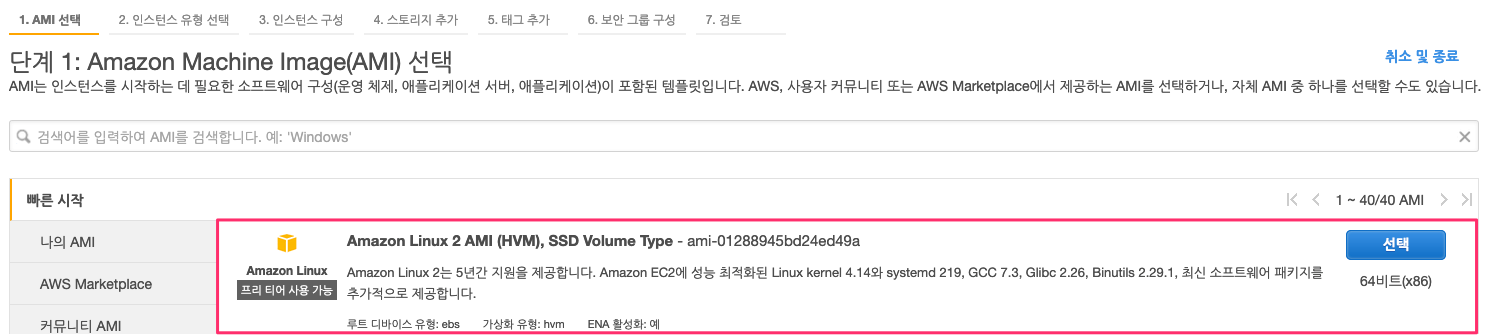 1. AMI 선택 2. 인스턴스 유형 선택 3. 인스턴스 구성 4. 스토리지 추가 5. 태그 추가 6. 보안 그룹 구성 7. 검토
단계 1: Amazon Machine Image(AMI) 선택
취소 및 종료
AMI는 인스턴스를 시작하는 데 필요한 소프트웨어 구성(운영 체제, 애플리케이션 서버, 애플리케이션)이 포함된 템플릿입니다. AWS, 사용자 커뮤니티 또는 AWS Marketplace에서 제공하는 AMI를 선택하거나, 자체 AMI 중 하나를 선택할 수도 있습니다.
검색어를 입력하여 AMI를 검색합니다. 예: 'Windows'
빠른 시작
1 ~ 40/40 AMI
나의 AMI
AWS Marketplace
커뮤니티 AMI
Amazon Linux
프리 티어 사용 가능
Amazon Linux 2 AMI (HVM), SSD Volume Type - ami-01288945bd24ed49a
Amazon Linux 2는 5년간 지원을 제공합니다. Amazon EC2에 성능 최적화된 Linux kernel 4.14와 systemd 219, GCC 7.3, Glibc 2.26, Binutils 2.29.1, 최신 소프트웨어 패키지를
추가적으로 제공합니다.
루트 디바이스 유형: ebs 가상화 유형: hvm ENA 활성화: 예
선택
64비트(x86)